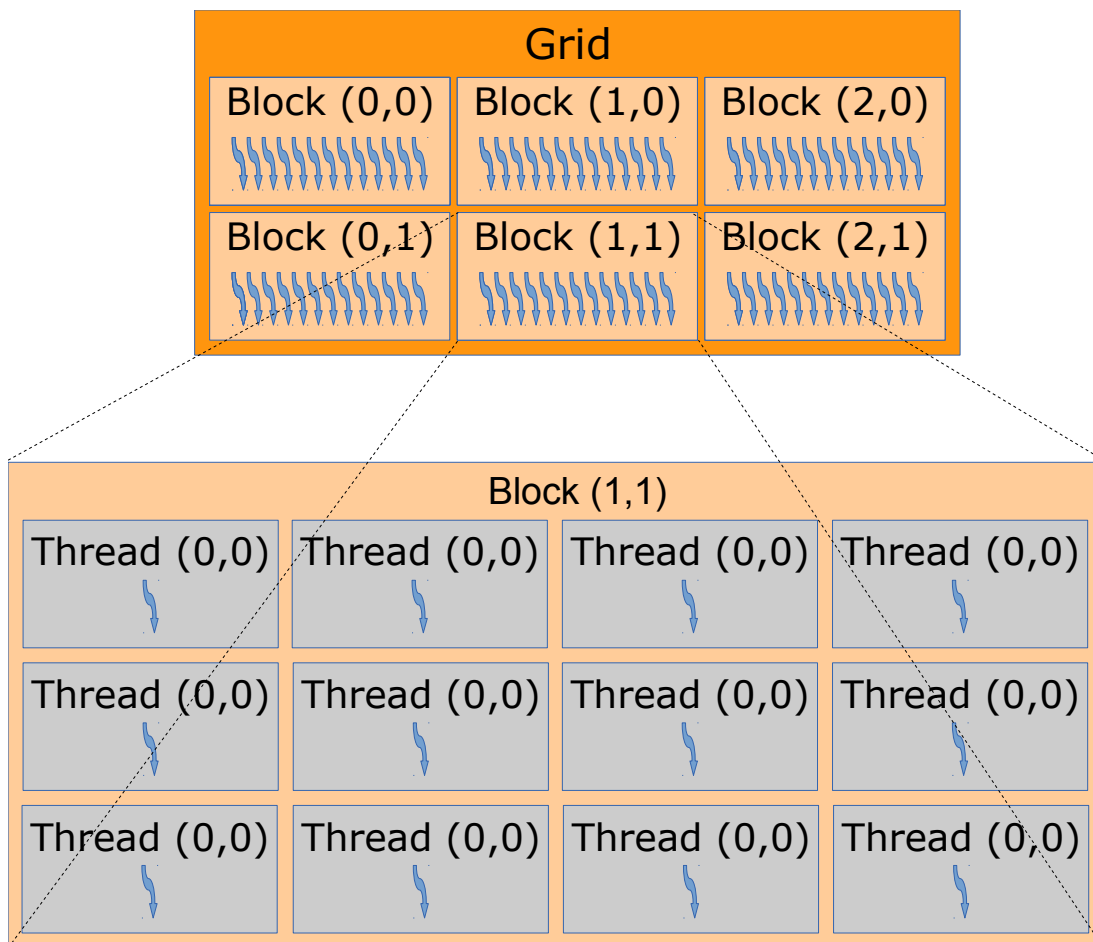 Grid
Block (0,0) Block (1,0) Block (2,0)
Block (0,1) Block (1,1) Block (2,1)
Block (1,1)
Thread (0,0) Thread (0,0) Thread (0,0) Thread (0,0)
Thread (0,0) Thread (0,0) Thread (0,0) Thread (0,0)
Thread (0,0) Thread (0,0) Thread (0,0) Thread (0,0)